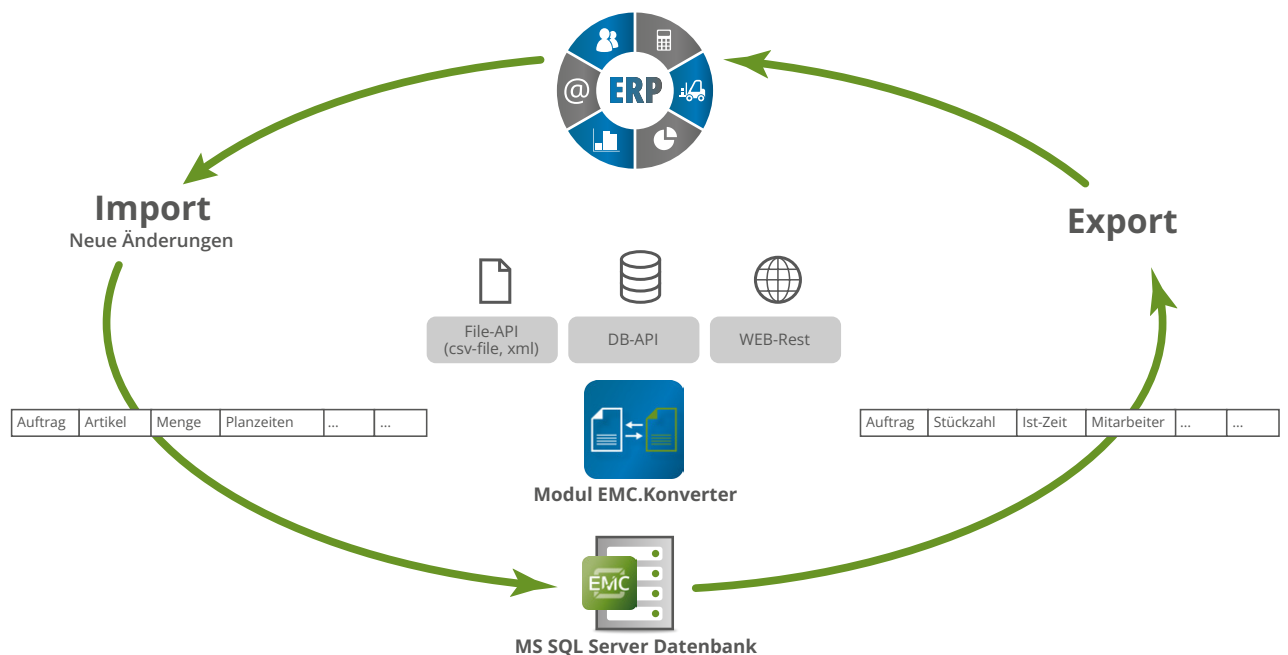 @
ERP
Import
Neue Änderungen
Export
File-API
(csv-file, xml)
DB-API
WEB-Rest
Auftrag Artikel Menge Planzeiten ... ...
Auftrag Stückzahl Ist-Zeit Mitarbeiter ... ...
Modul EMC.Konverter
EMC
MS SQL Server Datenbank